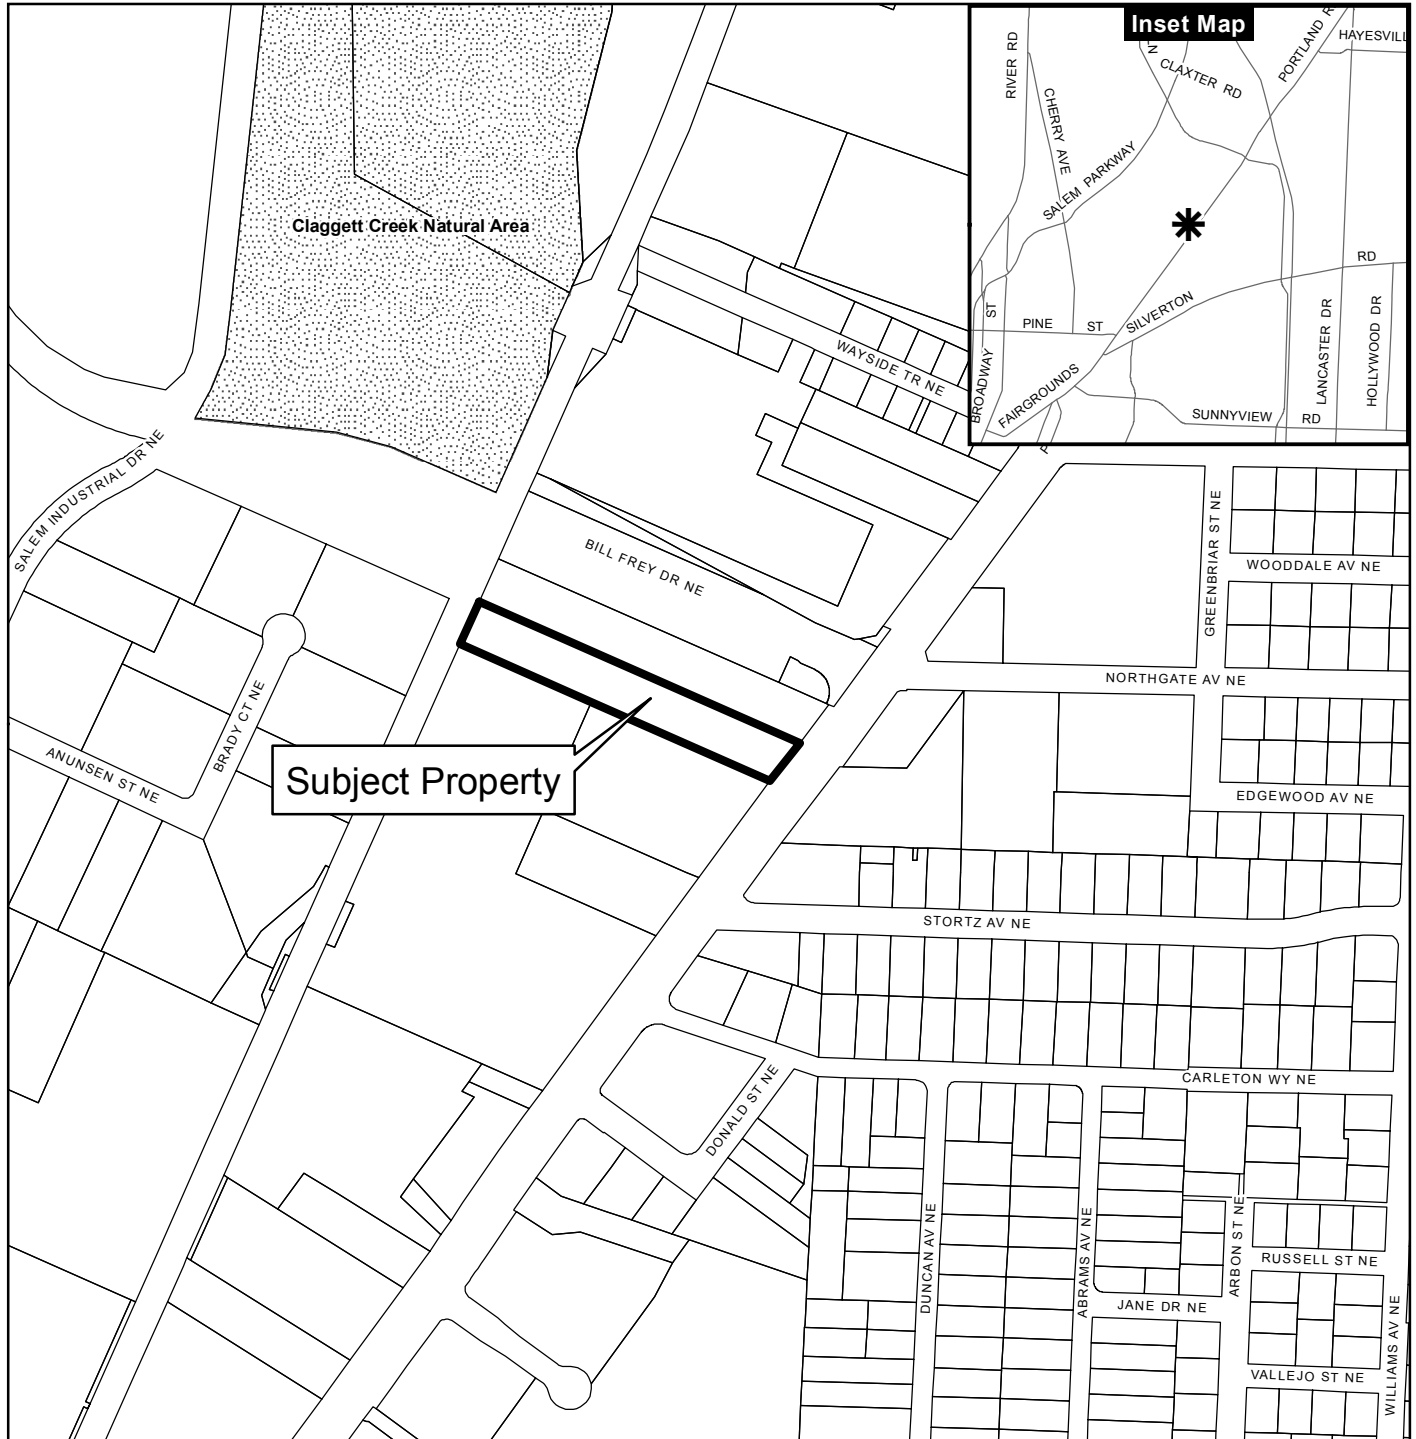 Inset Map
RIVER RD
CHERRY AVE
CLAXTER RD
PORTLAND R
HAYESVILL
SALEM PARKWAY
RD
SILVERTON
PINE ST
ST
BROADWAY
FAIRGROUNDS
SUNNYVIEW RD
LANCASTER DR
HOLLYWOOD DR
Claggett Creek Natural Area
WAYSIDE TR NE
SALEM INDUSTRIAL DR NE
BILL FREY DR NE
GREENBRIAR ST NE
WOODDALE AV NE
NORTHGATE AV NE
BRADY CT NE
ANUNSEN ST NE
Subject Property
EDGEWOOD AV NE
STORTZ AV NE
CARLETON WY NE
DONALD ST NE
DUNCAN AV NE
ABRAMS AV NE
ARBON ST NE
RUSSELL ST NE
JANE DR NE
VALLEJO ST NE
WILLIAMS AV NE